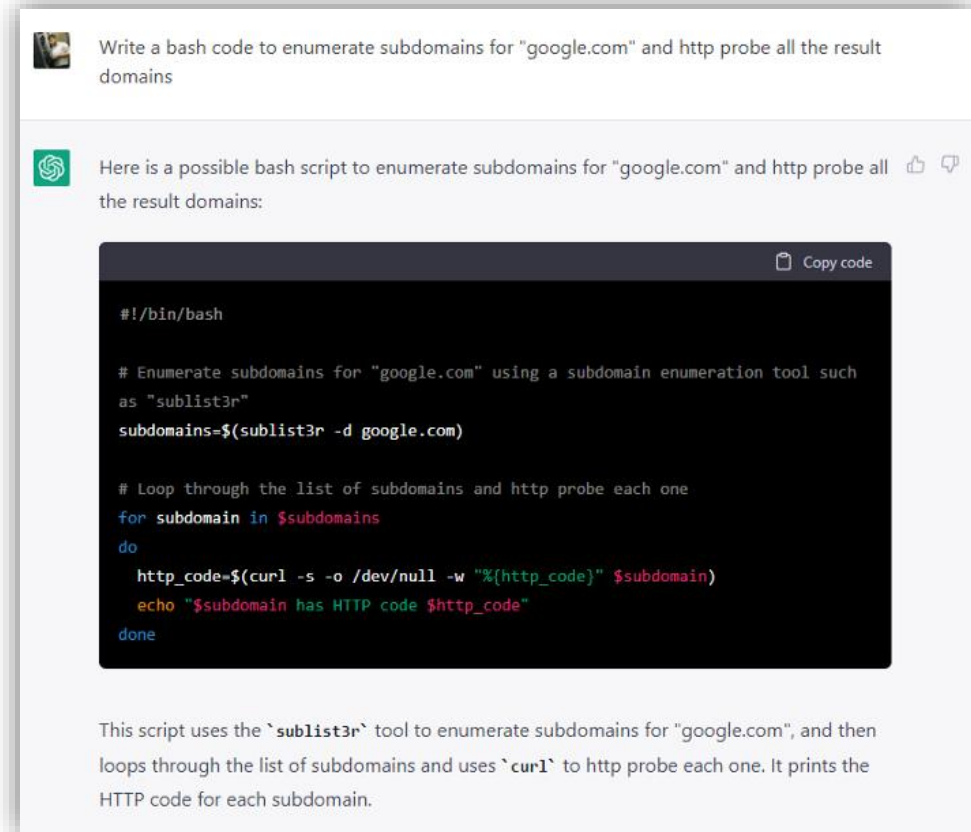 Write a bash code to enumerate subdomains for "google.com" and http probe all the result
domains
Here is a possible bash script to enumerate subdomains for "google.com" and http probe all
the result domains:
Copy code
#!/bin/bash
# Enumerate subdomains for "google.com" using a subdomain enumeration tool such
as "sublist3r"
subdomains=$(sublist3r -d google.com)
# Loop through the list of subdomains and http probe each one
for subdomain in $subdomains
do
  http_code=$(curl -s -o /dev/null -w "%{http_code}" $subdomain)
  echo "$subdomain has HTTP code $http_code"
done
This script uses the `sublist3r` tool to enumerate subdomains for "google.com", and then
loops through the list of subdomains and uses `curl` to http probe each one. It prints the
HTTP code for each subdomain.